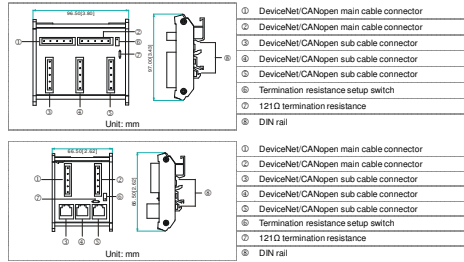 96.50[3.80]
97.00[3.40]
①
②
⑥
⑦
⑧
③ ④ ⑤
Unit: mm
① DeviceNet/CANopen main cable connector
② DeviceNet/CANopen main cable connector
③ DeviceNet/CANopen sub cable connector
④ DeviceNet/CANopen sub cable connector
⑤ DeviceNet/CANopen sub cable connector
⑥ Termination resistance setup switch
⑦ 121Ω termination resistance
⑧ DIN rail
66.50[2.62]
66.50[2.62]
①
②
⑦
⑥
⑧
③ ④ ⑤
Unit: mm
① DeviceNet/CANopen main cable connector
② DeviceNet/CANopen main cable connector
③ DeviceNet/CANopen sub cable connector
④ DeviceNet/CANopen sub cable connector
⑤ DeviceNet/CANopen sub cable connector
⑥ Termination resistance setup switch
⑦ 121Ω termination resistance
⑧ DIN rail